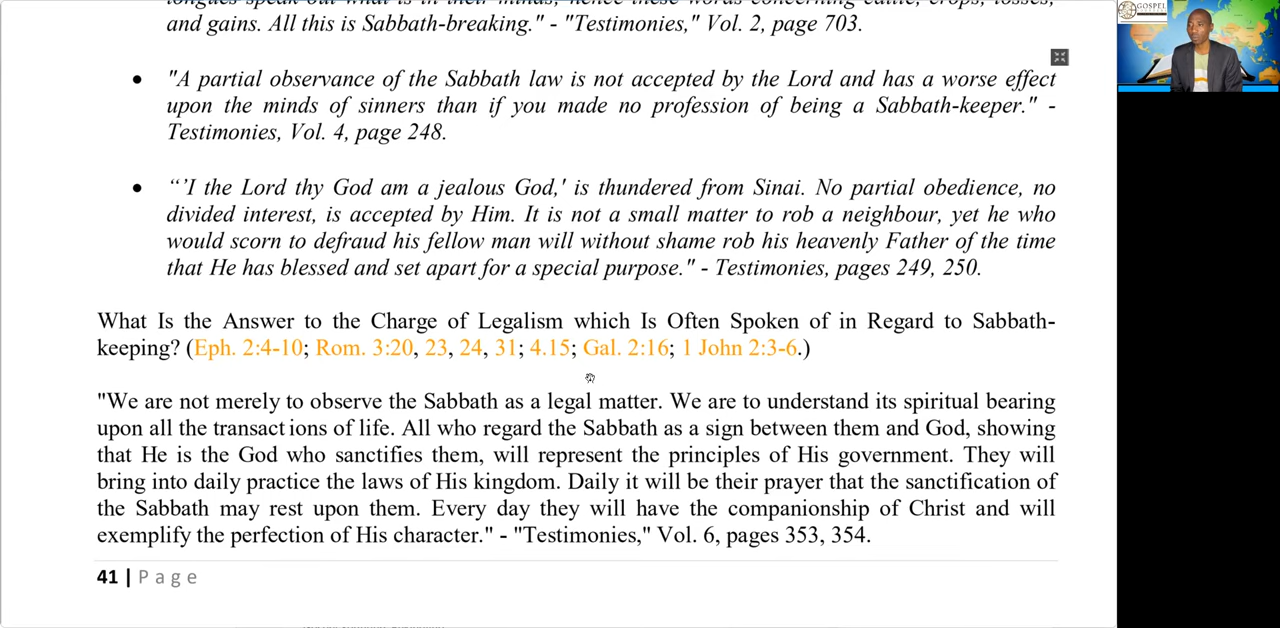 and gains. All this is Sabbath-breaking." - "Testimonies," Vol. 2, page 703.
• "A partial observance of the Sabbath law is not accepted by the Lord and has a worse effect
upon the minds of sinners than if you made no profession of being a Sabbath-keeper." -
Testimonies, Vol. 4, page 248.
• “’I the Lord thy God am a jealous God,' is thundered from Sinai. No partial obedience, no
divided interest, is accepted by Him. It is not a small matter to rob a neighbour, yet he who
would scorn to defraud his fellow man will without shame rob his heavenly Father of the time
that He has blessed and set apart for a special purpose." - Testimonies, pages 249, 250.
What Is the Answer to the Charge of Legalism which Is Often Spoken of in Regard to Sabbath-
keeping? (Eph. 2:4-10; Rom. 3:20, 23, 24, 31; 4.15; Gal. 2:16; 1 John 2:3-6.)
"We are not merely to observe the Sabbath as a legal matter. We are to understand its spiritual bearing
upon all the transactions of life. All who regard the Sabbath as a sign between them and God, showing
that He is the God who sanctifies them, will represent the principles of His government. They will
bring into daily practice the laws of His kingdom. Daily it will be their prayer that the sanctification of
the Sabbath may rest upon them. Every day they will have the companionship of Christ and will
exemplify the perfection of His character." - "Testimonies," Vol. 6, pages 353, 354.
41 | Page
GOSPEL